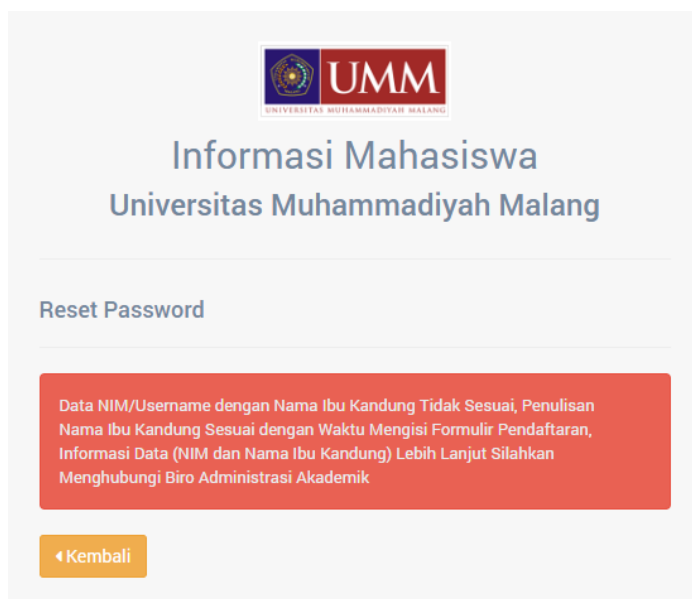 UMM
UNIVERSITAS MUHAMMADIYAH MALANG
Informasi Mahasiswa
Universitas Muhammadiyah Malang
Reset Password
Data NIM/Username dengan Nama Ibu Kandung Tidak Sesuai, Penulisan
Nama Ibu Kandung Sesuai dengan Waktu Mengisi Formulir Pendaftaran,
Informasi Data (NIM dan Nama Ibu Kandung) Lebih Lanjut Silahkan
Menghubungi Biro Administrasi Akademik
Kembali